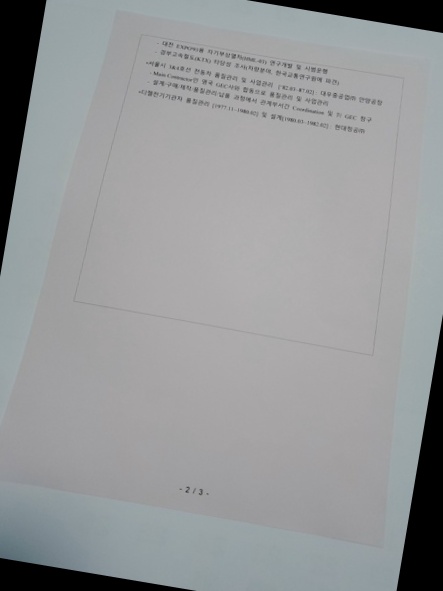 - 대전 EXPO93용 자기부상열차(HML-03) 연구개발 및 시범운행
- 경부고속철도(KTX) 타당성 조사(차량분야, 한국교통연구원에 파견)
•서울시 3&4호선 전동차 품질관리 및 사업관리 ['82.03-87.02] : 대우중공업㈜ 안양공장
- Main Contractor인 영국 GEC사와 합동으로 품질관리 및 사업관리
- 설계/구매/제작/품질관리/납품 과정에서 관계부서간 Coordination 및 GEC 창구
•디젤전기기관차 품질관리 [1977.11-1980.02] 및 설계[1980.03-1982.02] : 현대정공㈜
- 2 / 3 -